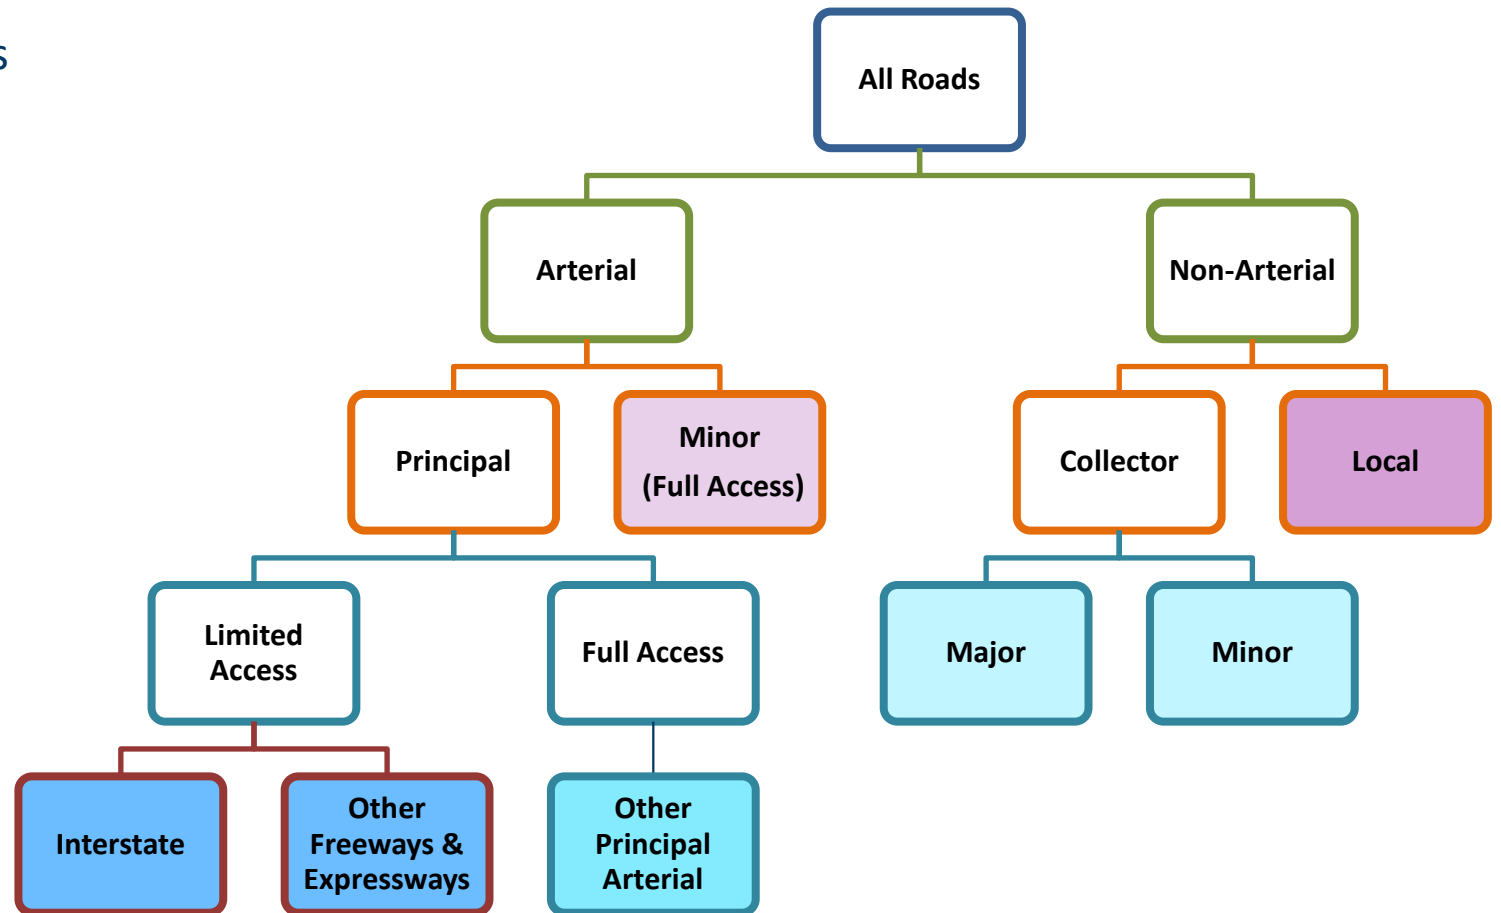 s
All Roads
Arterial
Non-Arterial
Principal
Minor
(Full Access)
Collector
Local
Limited
Access
Full Access
Major
Minor
Interstate
Other
Freeways &
Expressways
Other
Principal
Arterial